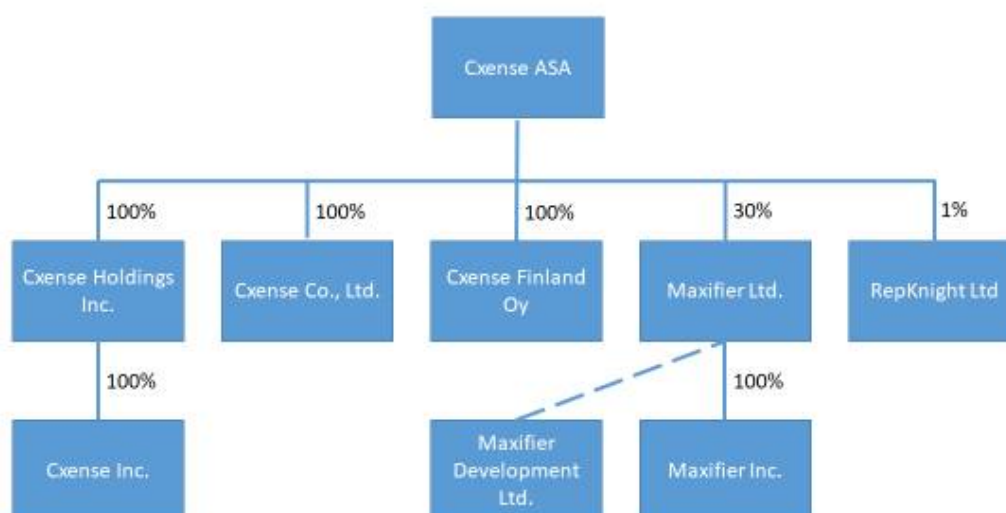 Cxense ASA
100%
100%
100%
30%
1%
Cxense Holdings
Inc.
Cxense Co., Ltd.
Cxense Finland
Oy
Maxifier Ltd.
RepKnight Ltd
100%
100%
Cxense Inc.
Maxifier
Development
Ltd.
Maxifier Inc.